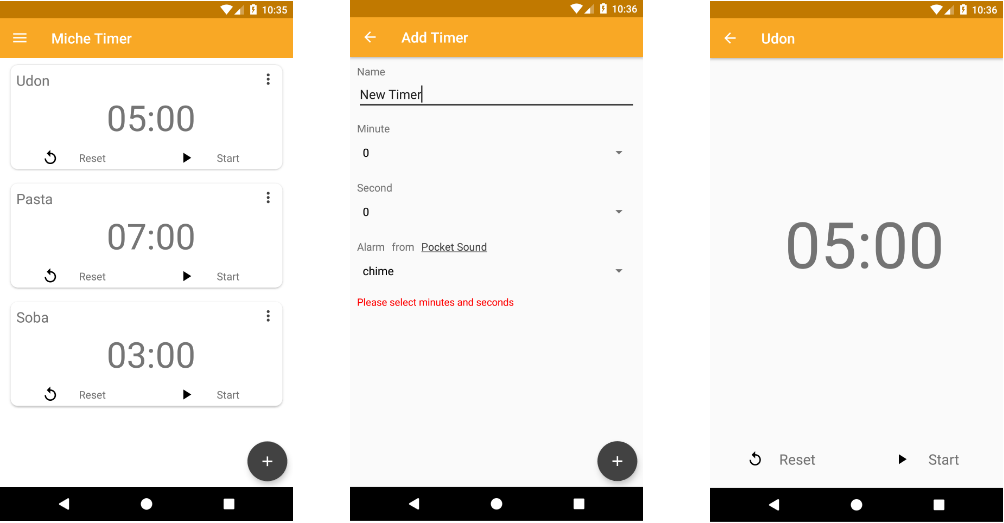 10:35
Miche Timer
Udon
05:00
Reset Start
Pasta
07:00
Reset Start
Soba
03:00
Reset Start
10:36
Add Timer
Name
New Timer
Minute
0
Second
0
Alarm from Pocket Sound
chime
Please select minutes and seconds
10:36
Udon
05:00
Reset Start